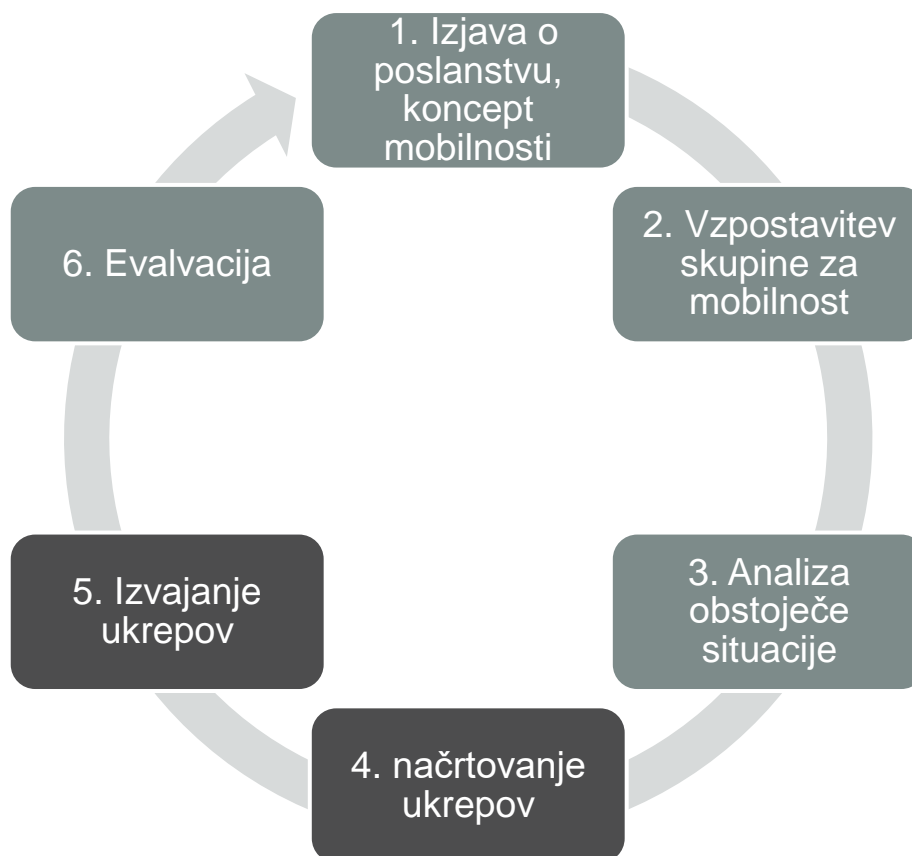 1. Izjava o
poslanstvu,
koncept
mobilnosti
2. Vzpostavitev
skupine za
mobilnost
3. Analiza
obstoječe
situacije
4. načrtovanje
ukrepov
5. Izvajanje
ukrepov
6. Evalvacija